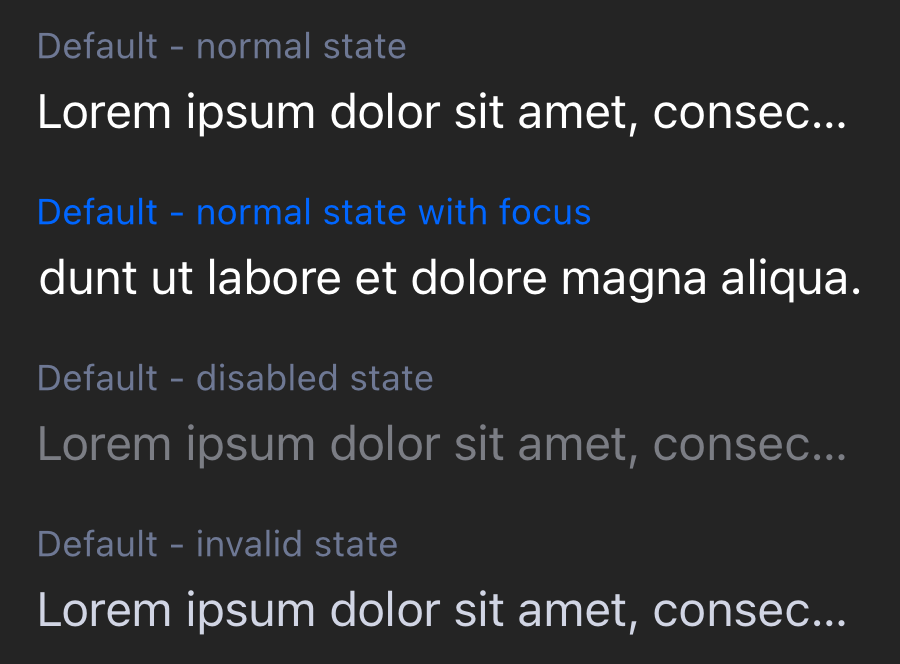 Default - normal state
Lorem ipsum dolor sit amet, consec...
Default - normal state with focus
dunt ut labore et dolore magna aliqua.
Default - disabled state
Lorem ipsum dolor sit amet, consec...
Default - invalid state
Lorem ipsum dolor sit amet, consec...